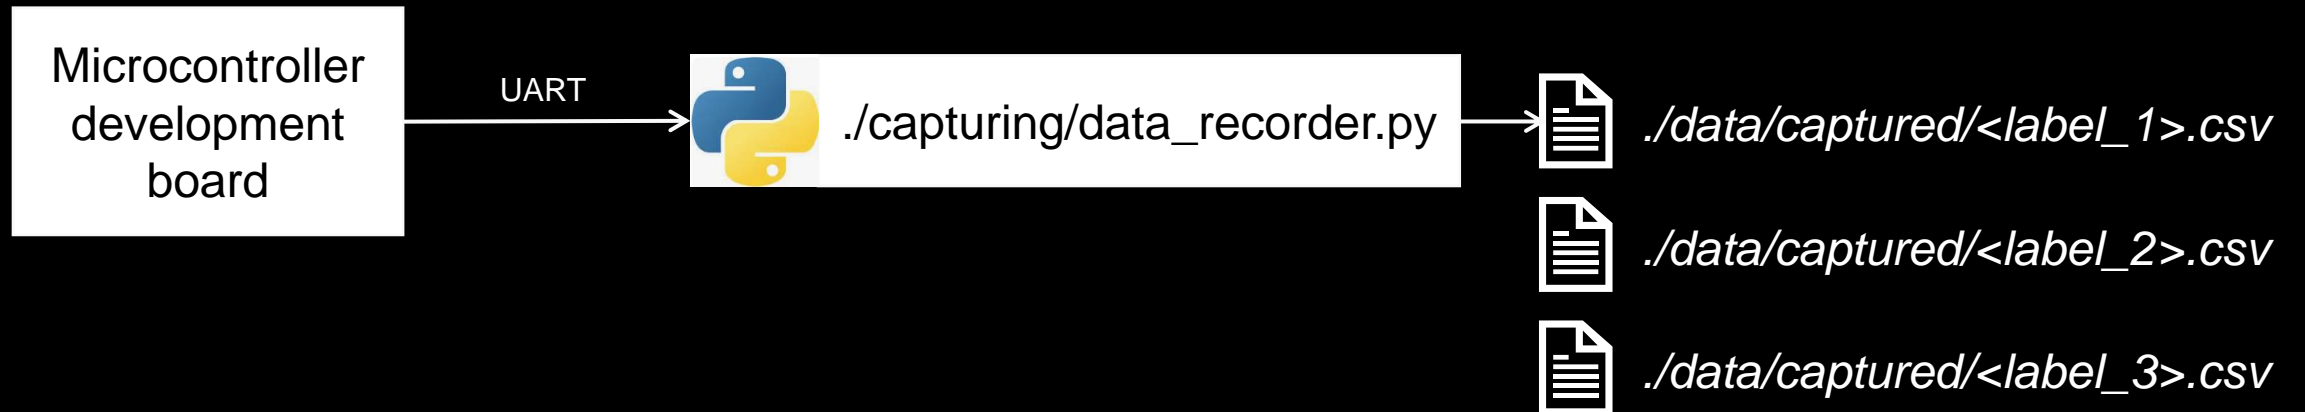 Microcontroller
development
board
UART
./capturing/data_recorder.py
./data/captured/<label_1>.csv
./data/captured/<label_2>.csv
./data/captured/<label_3>.csv